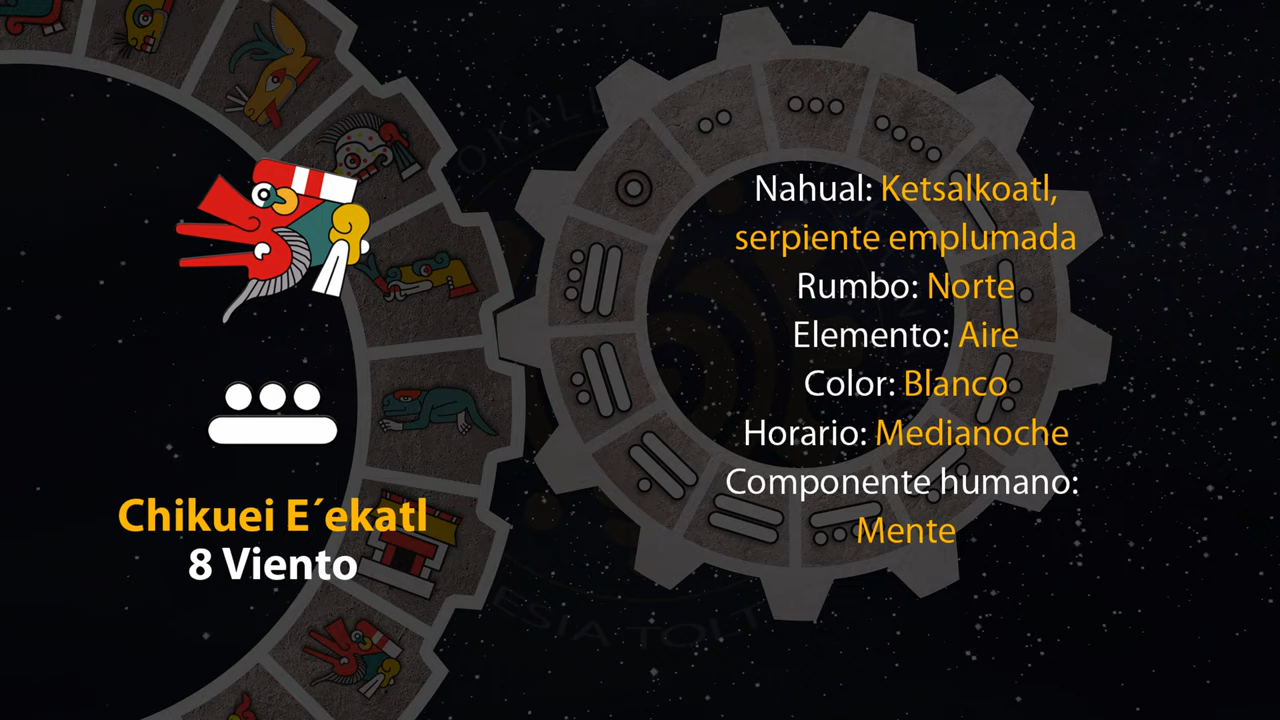 Chikuei E´ekatl
8 Viento
Nahual: Ketsalkoatl,
serpiente emplumada
Rumbo: Norte
Elemento: Aire
Color: Blanco
Horario: Medianoche
Componente humano:
Mente